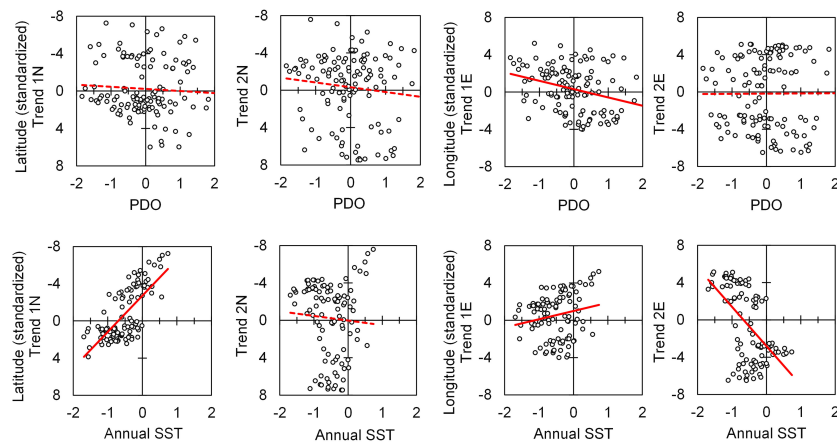 Latitude (standardized)
Trend 1N
-8
-4
0
4
8
-2 -1 0 1 2
PDO
Trend 2N
-8
-4
0
4
8
-2 -1 0 1 2
PDO
Longitude (standardized)
Trend 1E
8
4
0
-4
-8
-2 -1 0 1 2
PDO
Trend 2E
8
4
0
-4
-8
-2 -1 0 1 2
PDO
Latitude (standardized)
Trend 1N
-8
-4
0
4
8
-2 -1 0 1 2
Annual SST
Trend 2N
-8
-4
0
4
8
-2 -1 0 1 2
Annual SST
Longitude (standardized)
Trend 1E
8
4
0
-4
-8
-2 -1 0 1 2
Annual SST
Trend 2E
8
4
0
-4
-8
-2 -1 0 1 2
Annual SST